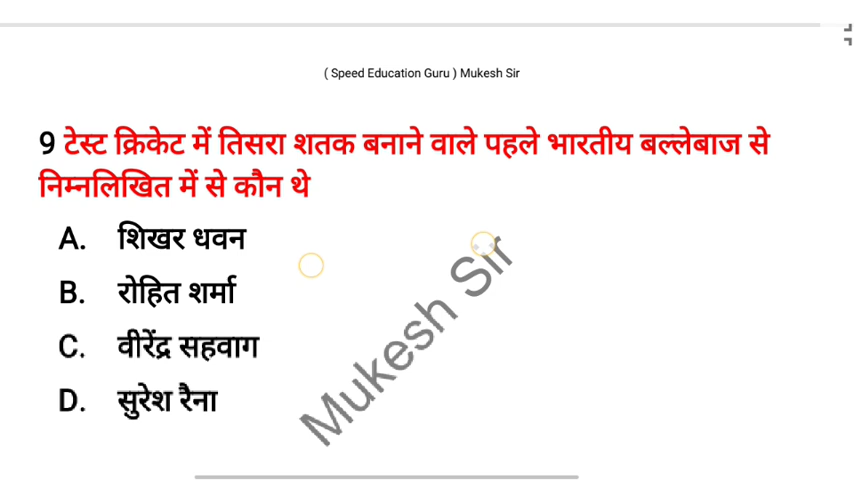 ( Speed Education Guru ) Mukesh Sir
9 टेस्ट क्रिकेट में तिसरा शतक बनाने वाले पहले भारतीय बल्लेबाज से
निम्नलिखित में से कौन थे
A. शिखर धवन
B. रोहित शर्मा
C. वीरेंद्र सहवाग
D. सुरेश रैना
Mukesh Sir